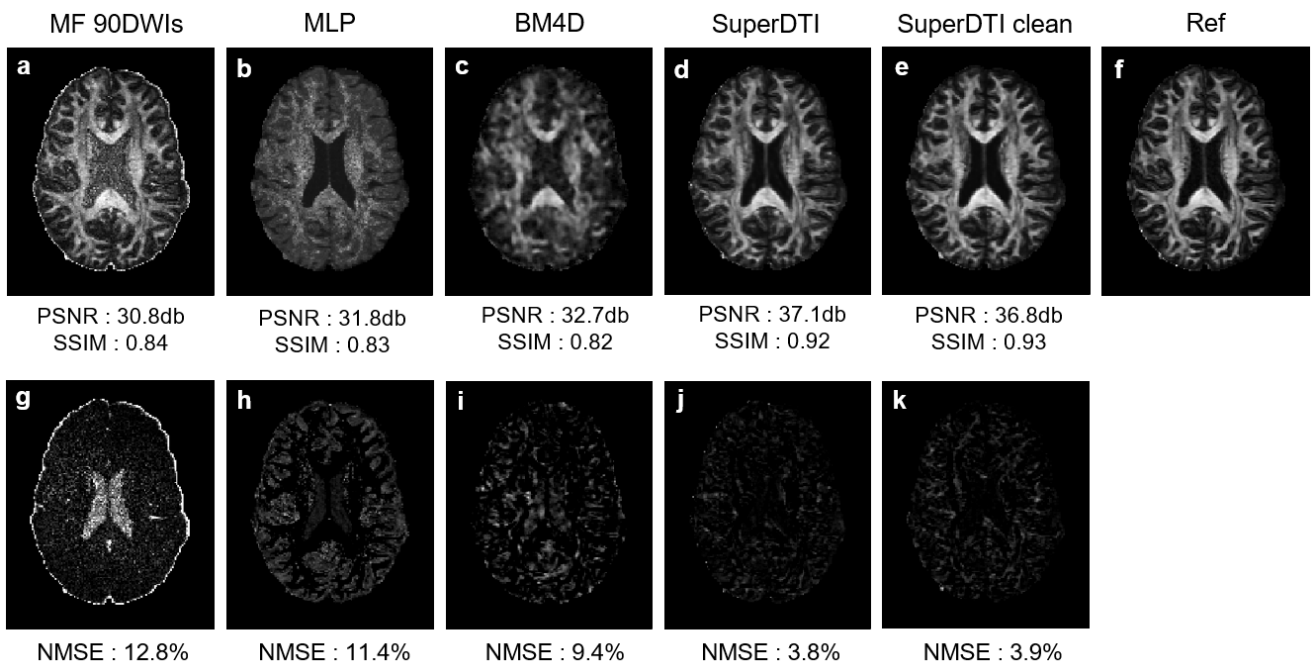 MF 90DWIs
MLP
BM4D
SuperDTI
SuperDTI clean
Ref
a
b
c
d
e
f
PSNR : 30.8db
SSIM : 0.84
PSNR : 31.8db
SSIM : 0.83
PSNR : 32.7db
SSIM : 0.82
PSNR : 37.1db
SSIM : 0.92
PSNR : 36.8db
SSIM : 0.93
g
h
i
j
k
NMSE : 12.8%
NMSE : 11.4%
NMSE : 9.4%
NMSE : 3.8%
NMSE : 3.9%